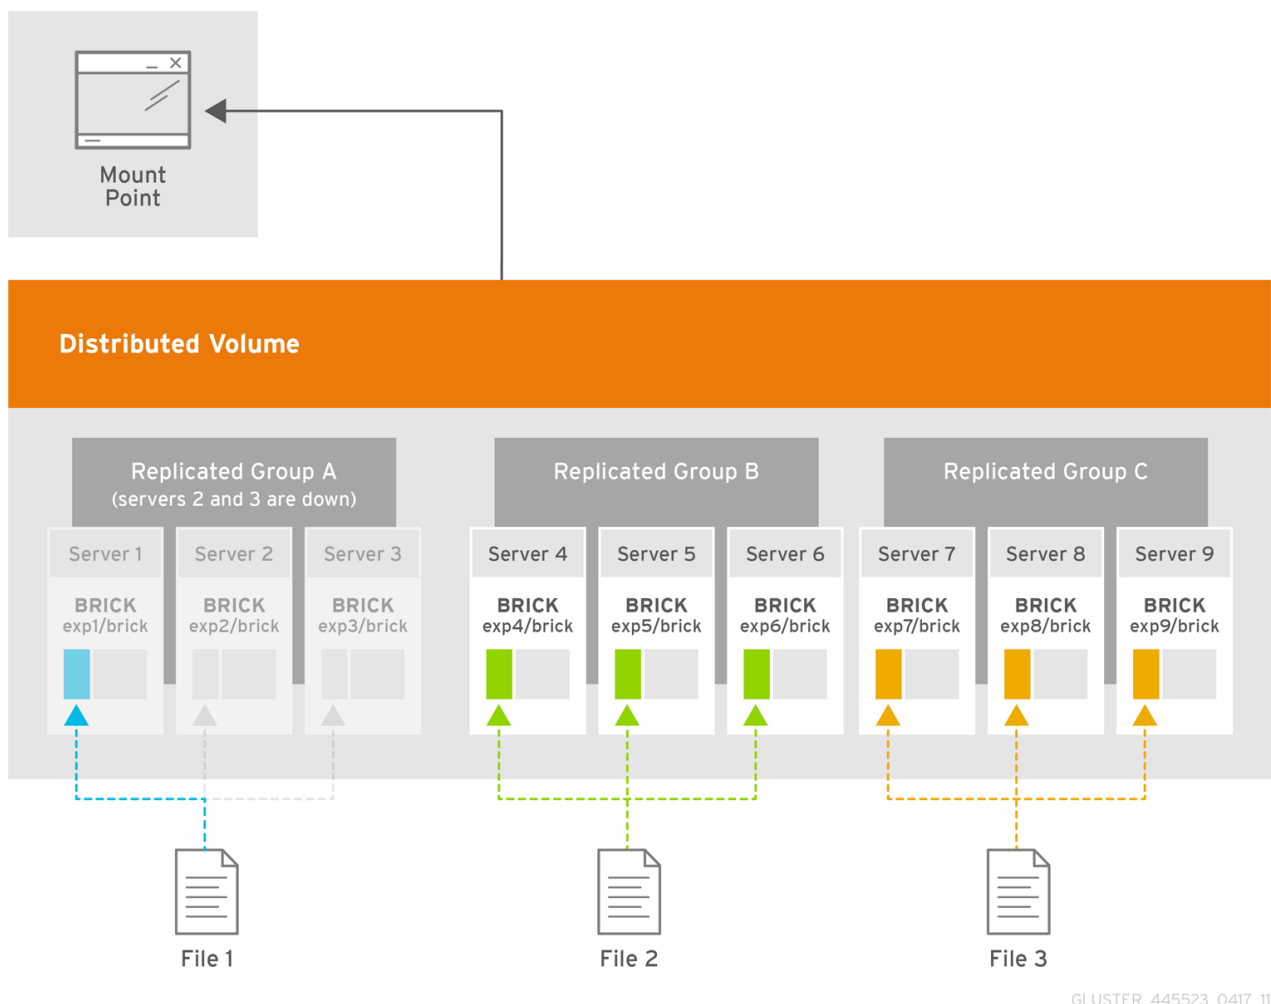 Mount
Point
Distributed Volume
Replicated Group A
(servers 2 and 3 are down)
Replicated Group B
Replicated Group C
Server 1
Server 2
Server 3
Server 4
Server 5
Server 6
Server 7
Server 8
Server 9
BRICK
exp1/brick
BRICK
exp2/brick
BRICK
exp3/brick
BRICK
exp4/brick
BRICK
exp5/brick
BRICK
exp6/brick
BRICK
exp7/brick
BRICK
exp8/brick
BRICK
exp9/brick
File 1
File 2
File 3
GLUSTER_445523_0417